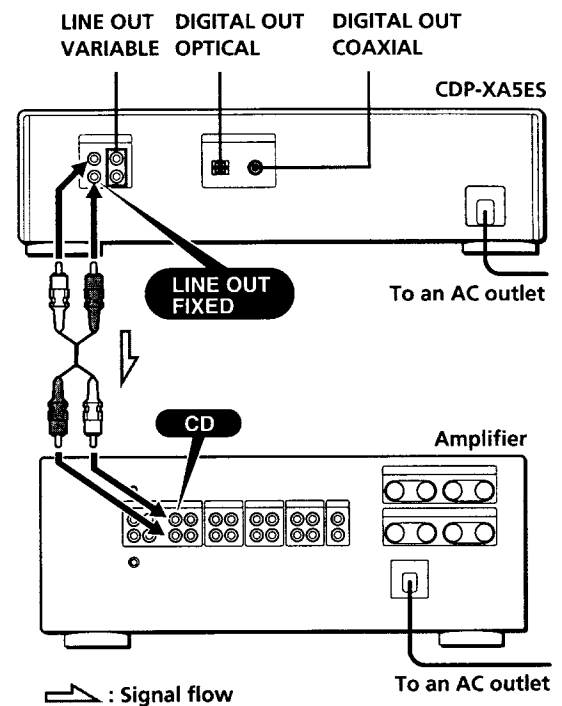 LINE OUT
VARIABLE
DIGITAL OUT
OPTICAL
DIGITAL OUT
COAXIAL
CDP-XA5ES
LINE OUT
FIXED
To an AC outlet
CD
Amplifier
To an AC outlet
: Signal flow